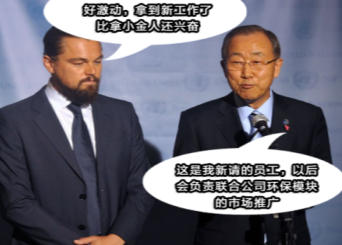 好激动，拿到新工作了
比拿小金人还兴奋
这是我新请的员工，以后
会负责联合公司环保模块
的市场推广